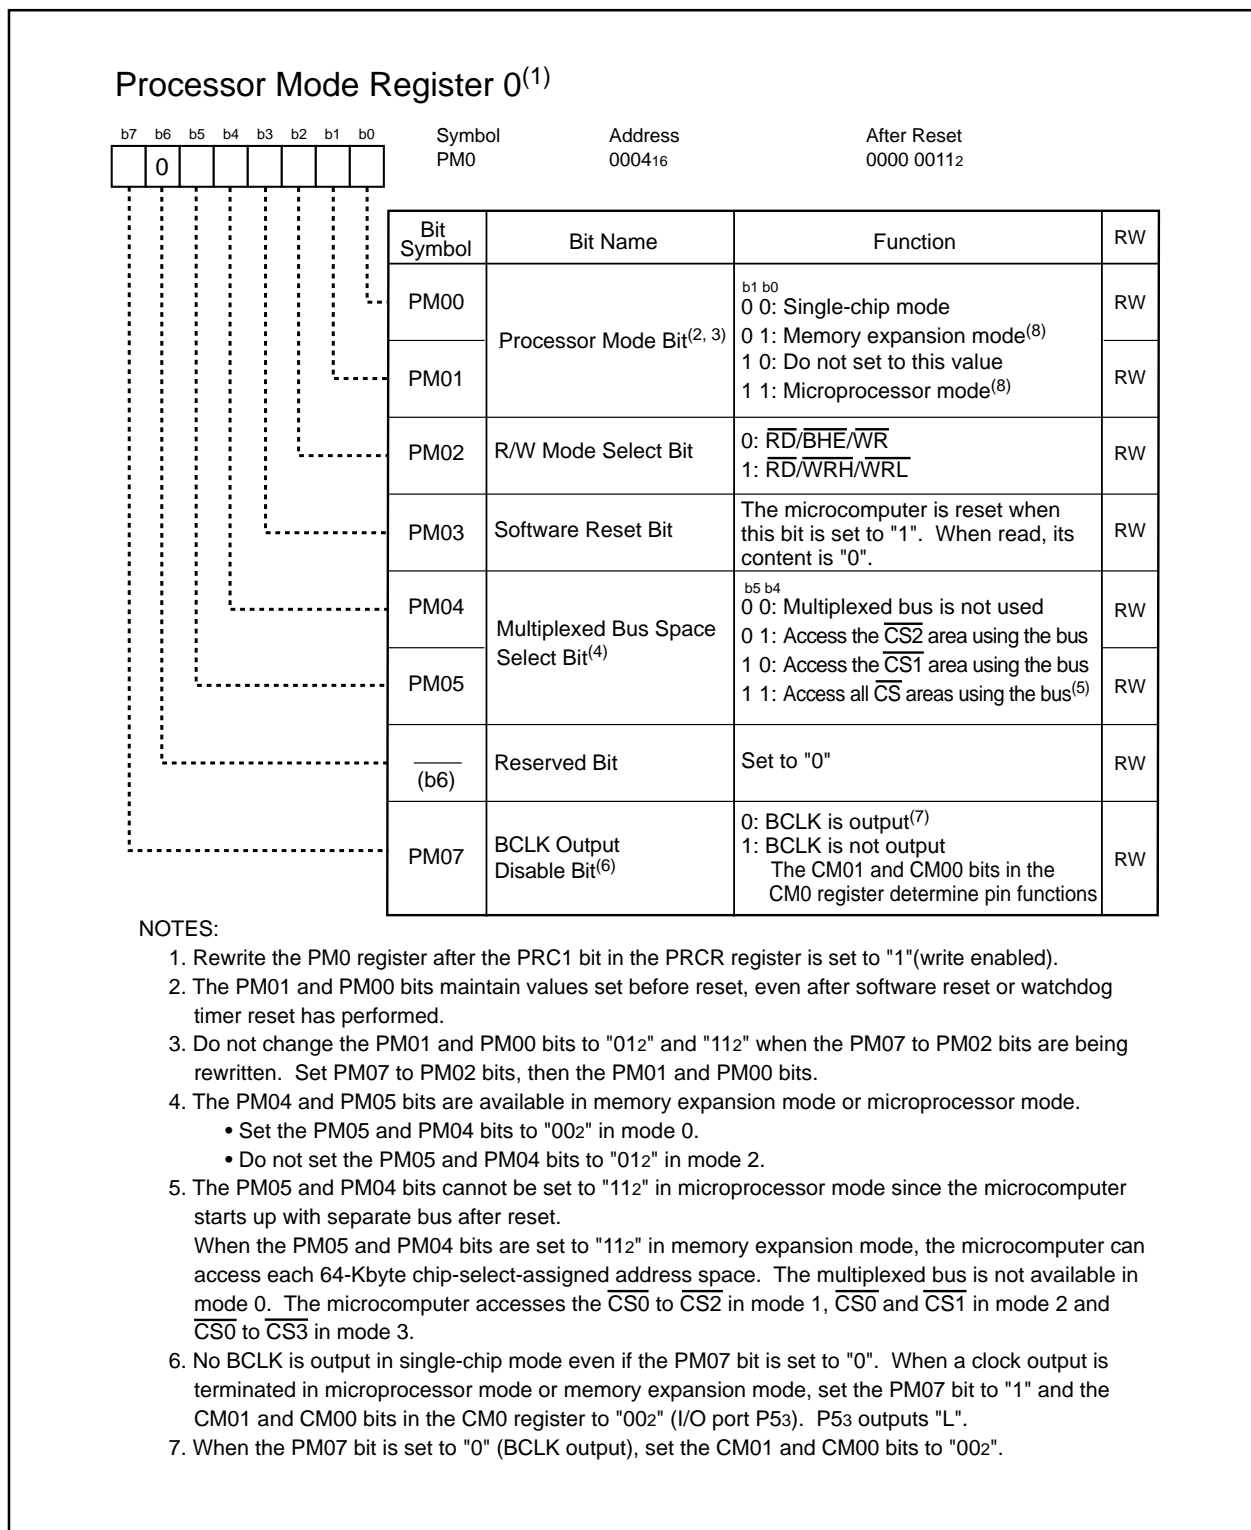 Processor Mode Register 0(1)
b7 b6 b5 b4 b3 b2 b1 b0
0
Symbol Address After Reset
PM0 000416 0000 00112
Bit Symbol Bit Name Function RW
PM00 RW
PM01 RW
Processor Mode Bit(2, 3)
b1 b0
0 0: Single-chip mode
0 1: Memory expansion mode(8)
1 0: Do not set to this value
1 1: Microprocessor mode(8)
PM02 R/W Mode Select Bit RW
0: RD/BHE/WR
1: RD/WRH/WRL
PM03 Software Reset Bit RW
The microcomputer is reset when
this bit is set to "1". When read, its
content is "0".
PM04 RW
PM05 RW
Multiplexed Bus Space
Select Bit(4)
b5 b4
0 0: Multiplexed bus is not used
0 1: Access the CS2 area using the bus
1 0: Access the CS1 area using the bus
1 1: Access all CS areas using the bus(5)
(b6) Reserved Bit Set to "0" RW
PM07 RW
BCLK Output
Disable Bit(6)
0: BCLK is output(7)
1: BCLK is not output
The CM01 and CM00 bits in the
CM0 register determine pin functions
NOTES:
1. Rewrite the PM0 register after the PRC1 bit in the PRCR register is set to "1"(write enabled).
2. The PM01 and PM00 bits maintain values set before reset, even after software reset or watchdog
timer reset has performed.
3. Do not change the PM01 and PM00 bits to "012" and "112" when the PM07 to PM02 bits are being
rewritten. Set PM07 to PM02 bits, then the PM01 and PM00 bits.
4. The PM04 and PM05 bits are available in memory expansion mode or microprocessor mode.
• Set the PM05 and PM04 bits to "002" in mode 0.
• Do not set the PM05 and PM04 bits to "012" in mode 2.
5. The PM05 and PM04 bits cannot be set to "112" in microprocessor mode since the microcomputer
starts up with separate bus after reset.
When the PM05 and PM04 bits are set to "112" in memory expansion mode, the microcomputer can
access each 64-Kbyte chip-select-assigned address space. The multiplexed bus is not available in
mode 0. The microcomputer accesses the CS0 to CS2 in mode 1, CS0 and CS1 in mode 2 and
CS0 to CS3 in mode 3.
6. No BCLK is output in single-chip mode even if the PM07 bit is set to "0". When a clock output is
terminated in microprocessor mode or memory expansion mode, set the PM07 bit to "1" and the
CM01 and CM00 bits in the CM0 register to "002" (I/O port P53). P53 outputs "L".
7. When the PM07 bit is set to "0" (BCLK output), set the CM01 and CM00 bits to "002".